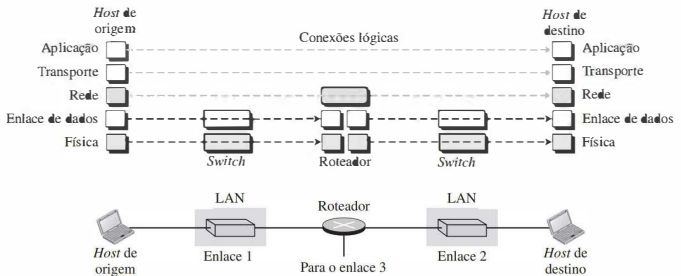 Host de
origem
Host de
destino
Conexões lógicas
Aplicação
Aplicação
Transporte
Transporte
Rede
Rede
Enlace de dados
Enlace de dados
Física
Física
Switch
Roteador
Switch
LAN
Roteador
LAN
Host de
origem
Enlace 1
Para o enlace 3
Enlace 2
Host de
destino